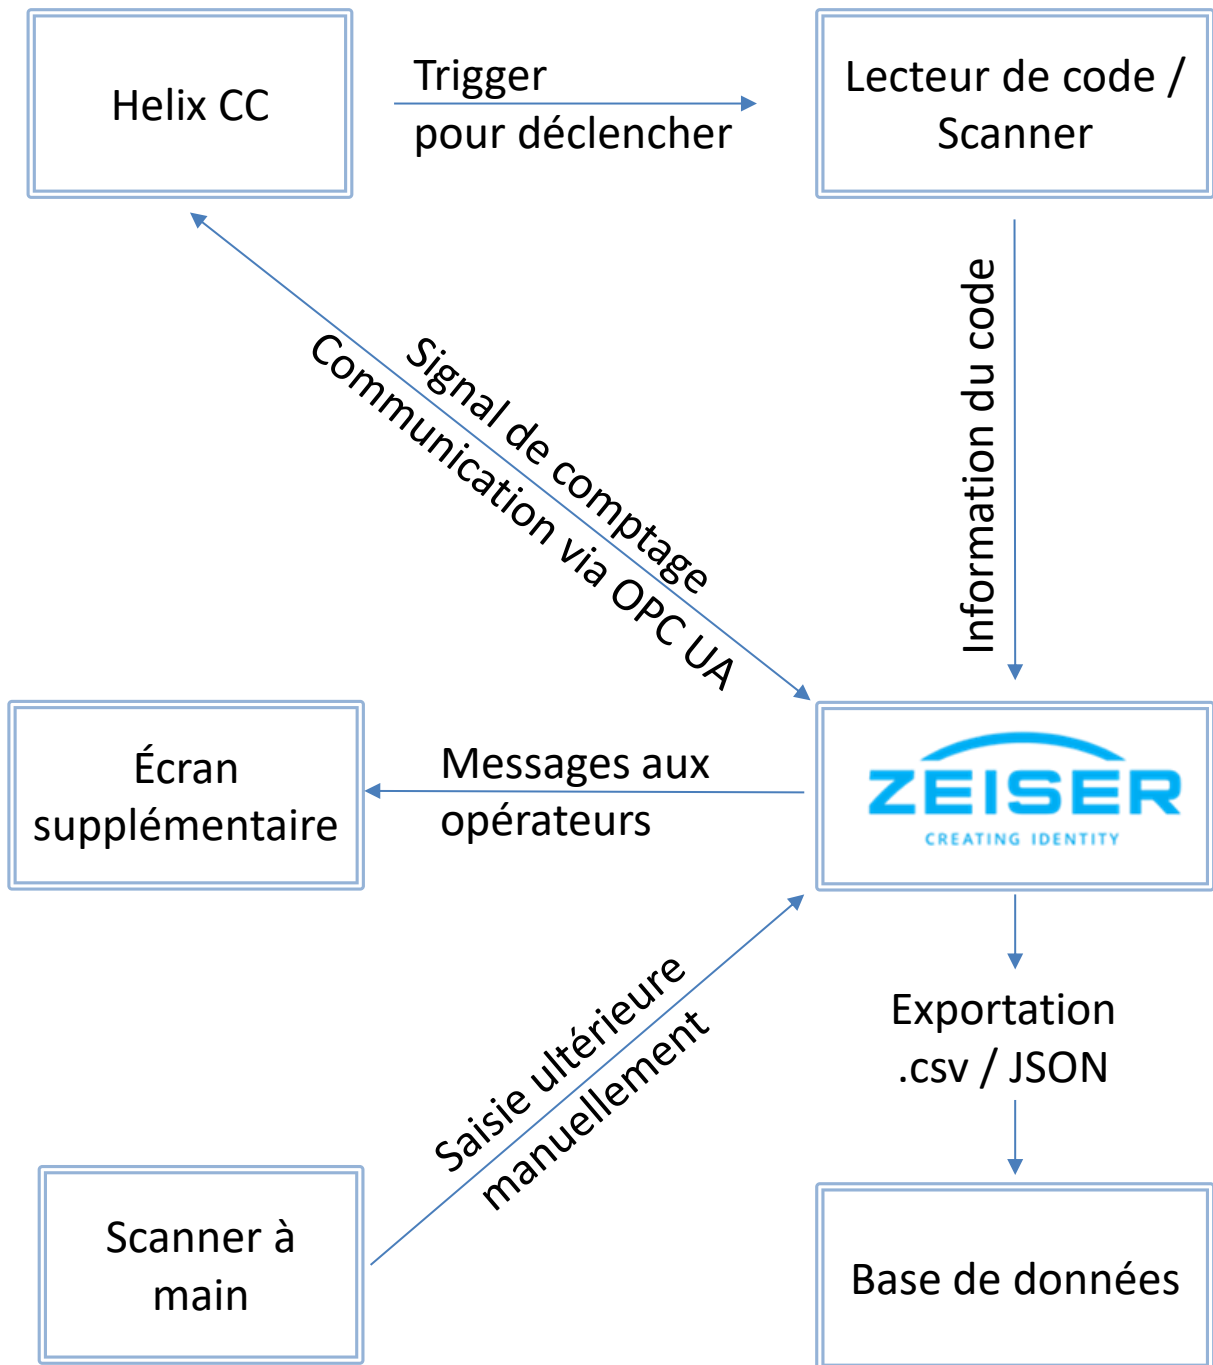 Helix CC
Trigger
pour déclencher
Lecteur de code /
Scanner
Information du code
Signal de comptage
Communication via OPC UA
Écran
supplémentaire
Messages aux
opérateurs
ZEISER
CREATING IDENTITY
Saisie ultérieure
manuellement
Exportation
.csv / JSON
Scanner à
main
Base de données